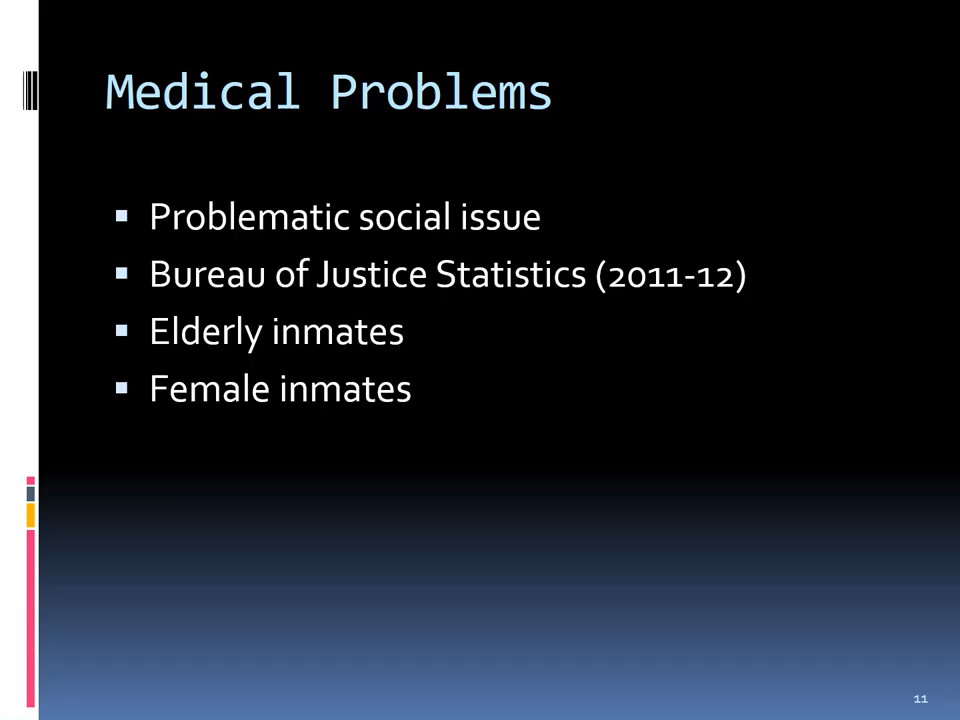 Medical Problems
▪ Problematic social issue
▪ Bureau of Justice Statistics (2011-12)
▪ Elderly inmates
▪ Female inmates
11